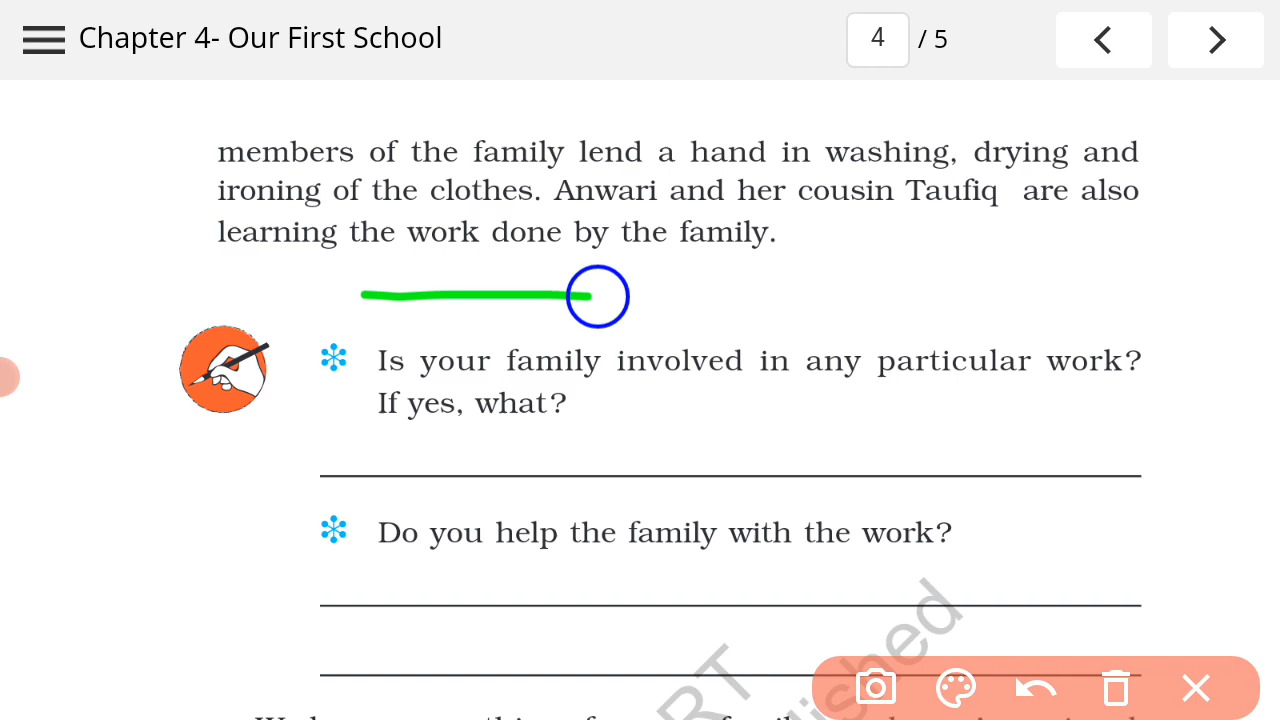 Chapter 4- Our First School
4 / 5
members of the family lend a hand in washing, drying and
ironing of the clothes. Anwari and her cousin Taufiq are also
learning the work done by the family.
Is your family involved in any particular work?
If yes, what?
Do you help the family with the work?